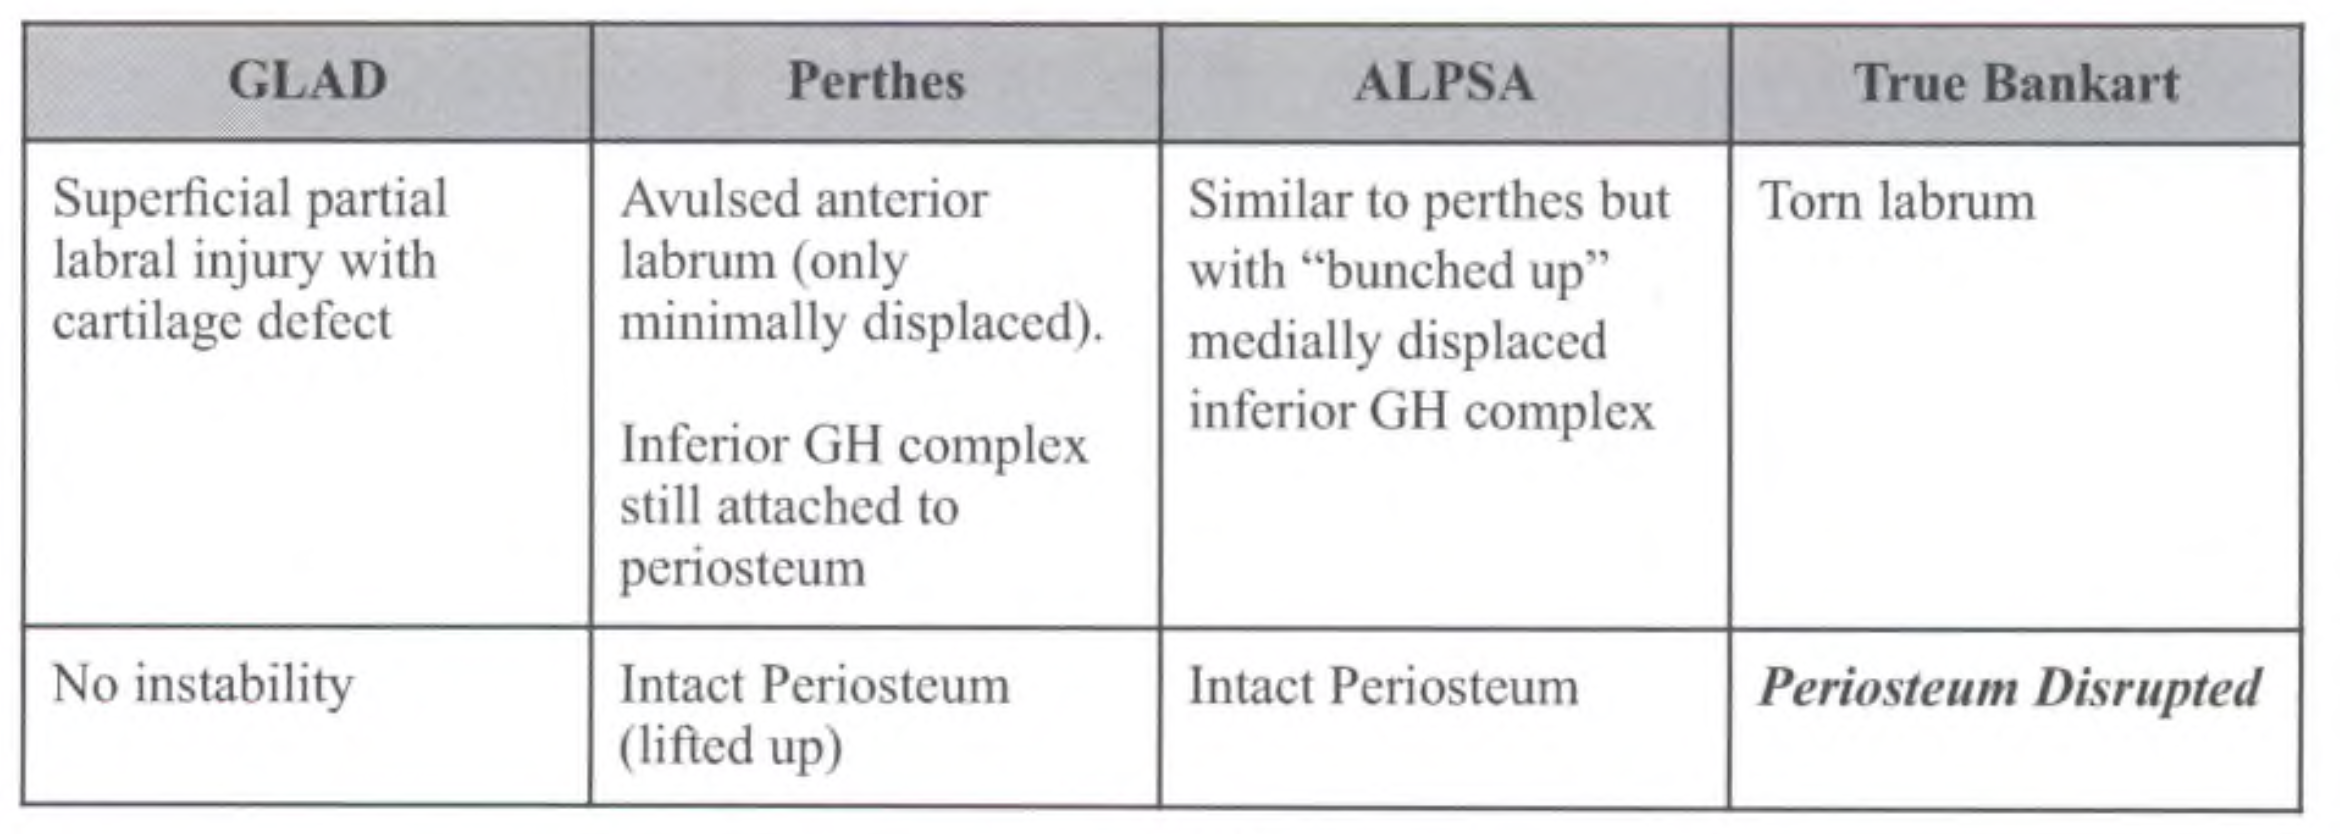 GLAD
Perthes
ALPSA
True Bankart
Superficial partial
labral injury with
cartilage defect
Avulsed anterior
labrum (only
minimally displaced).
Inferior GH complex
still attached to
periosteum
Similar to perthes but
with “bunched up”
medially displaced
inferior GH complex
Torn labrum
No instability
Intact Periosteum
(lifted up)
Intact Periosteum
Periosteum Disrupted